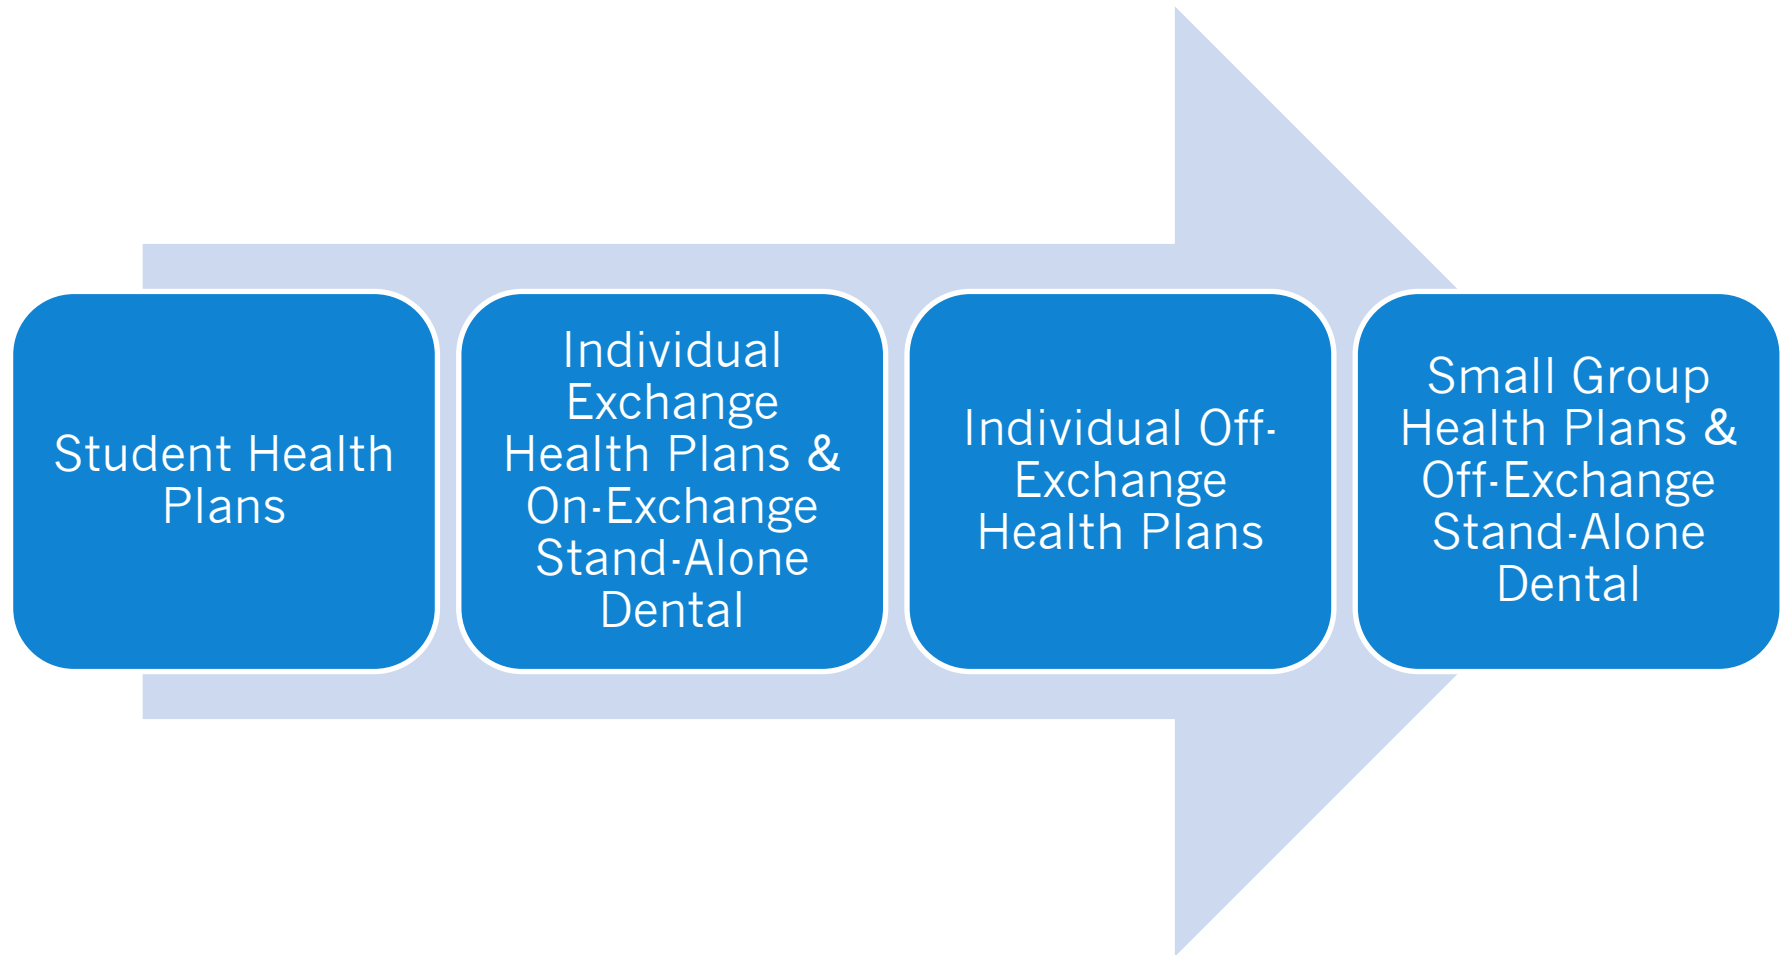 Student Health
Plans
Individual
Exchange
Health Plans &
On-Exchange
Stand-Alone
Dental
Individual Off-
Exchange
Health Plans
Small Group
Health Plans &
Off-Exchange
Stand-Alone
Dental